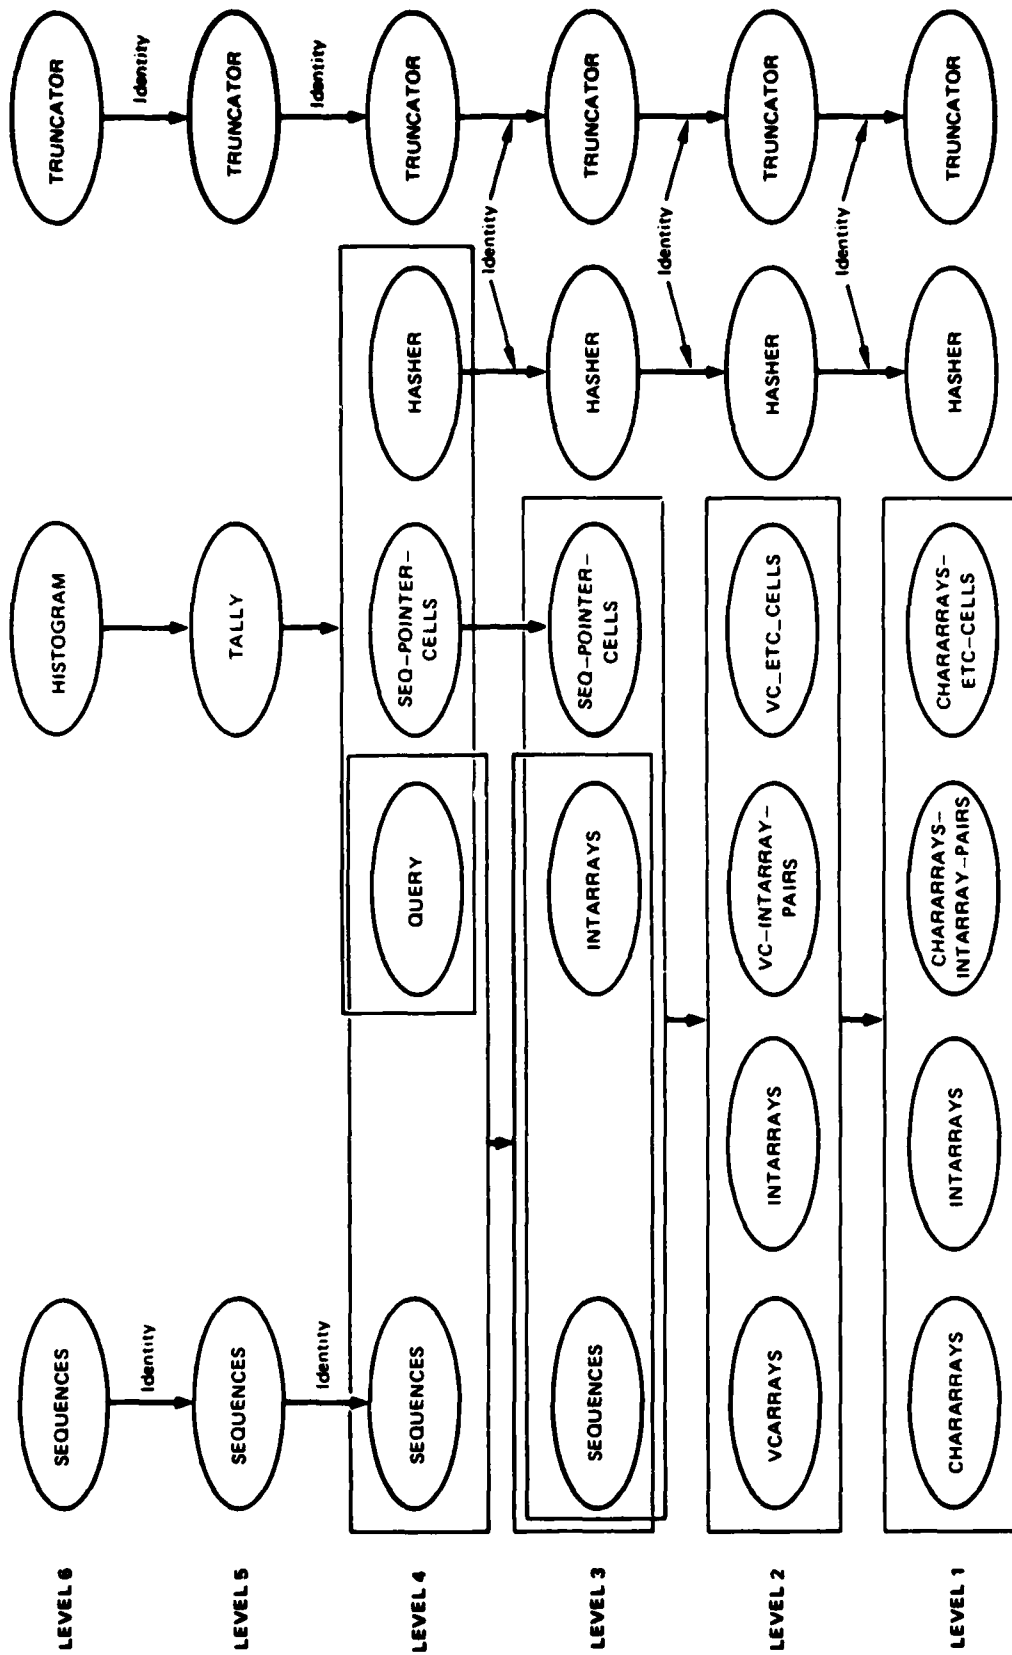 LEVEL 6
SEQUENCES
HISTOGRAM
TRUNCATOR
Identity
Identity
LEVEL 5
SEQUENCES
TALLY
TRUNCATOR
Identity
Identity
LEVEL 4
SEQUENCES
QUERY
SEQ-POINTER-
CELLS
HASHER
TRUNCATOR
Identity
LEVEL 3
SEQUENCES
INTARRAYS
SEQ-POINTER-
CELLS
HASHER
TRUNCATOR
Identity
LEVEL 2
VCARRAYS
INTARRAYS
VC-INTARRAY-
PAIRS
VC_ETC_CELLS
HASHER
TRUNCATOR
Identity
LEVEL 1
CHARARRAYS
INTARRAYS
CHARARRAYS-
INTARRAY-PAIRS
CHARARRAYS-
ETC-CELLS
HASHER
TRUNCATOR